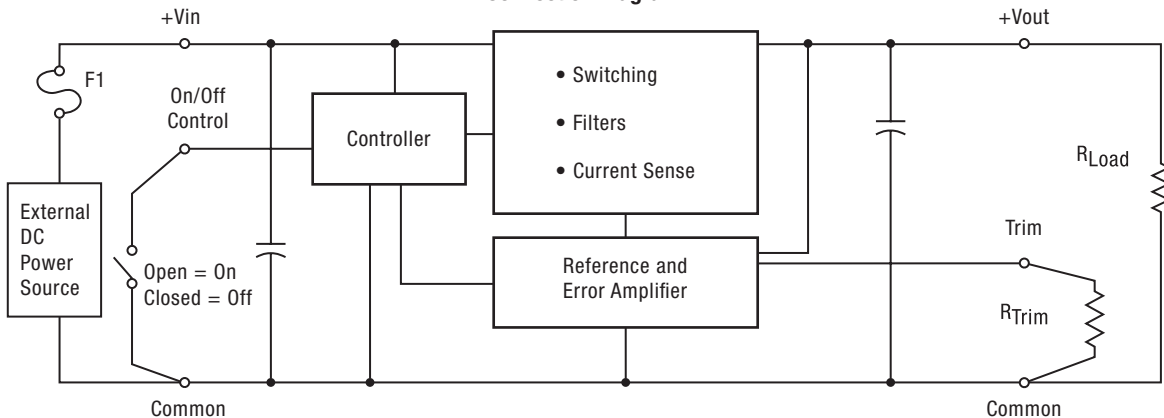 +Vin
+Vout
F1
On/Off
Control
Controller
• Switching
• Filters
• Current Sense
RLoad
External
DC
Power
Source
Open = On
Closed = Off
Reference and
Error Amplifier
Trim
RTrim
Common
Common